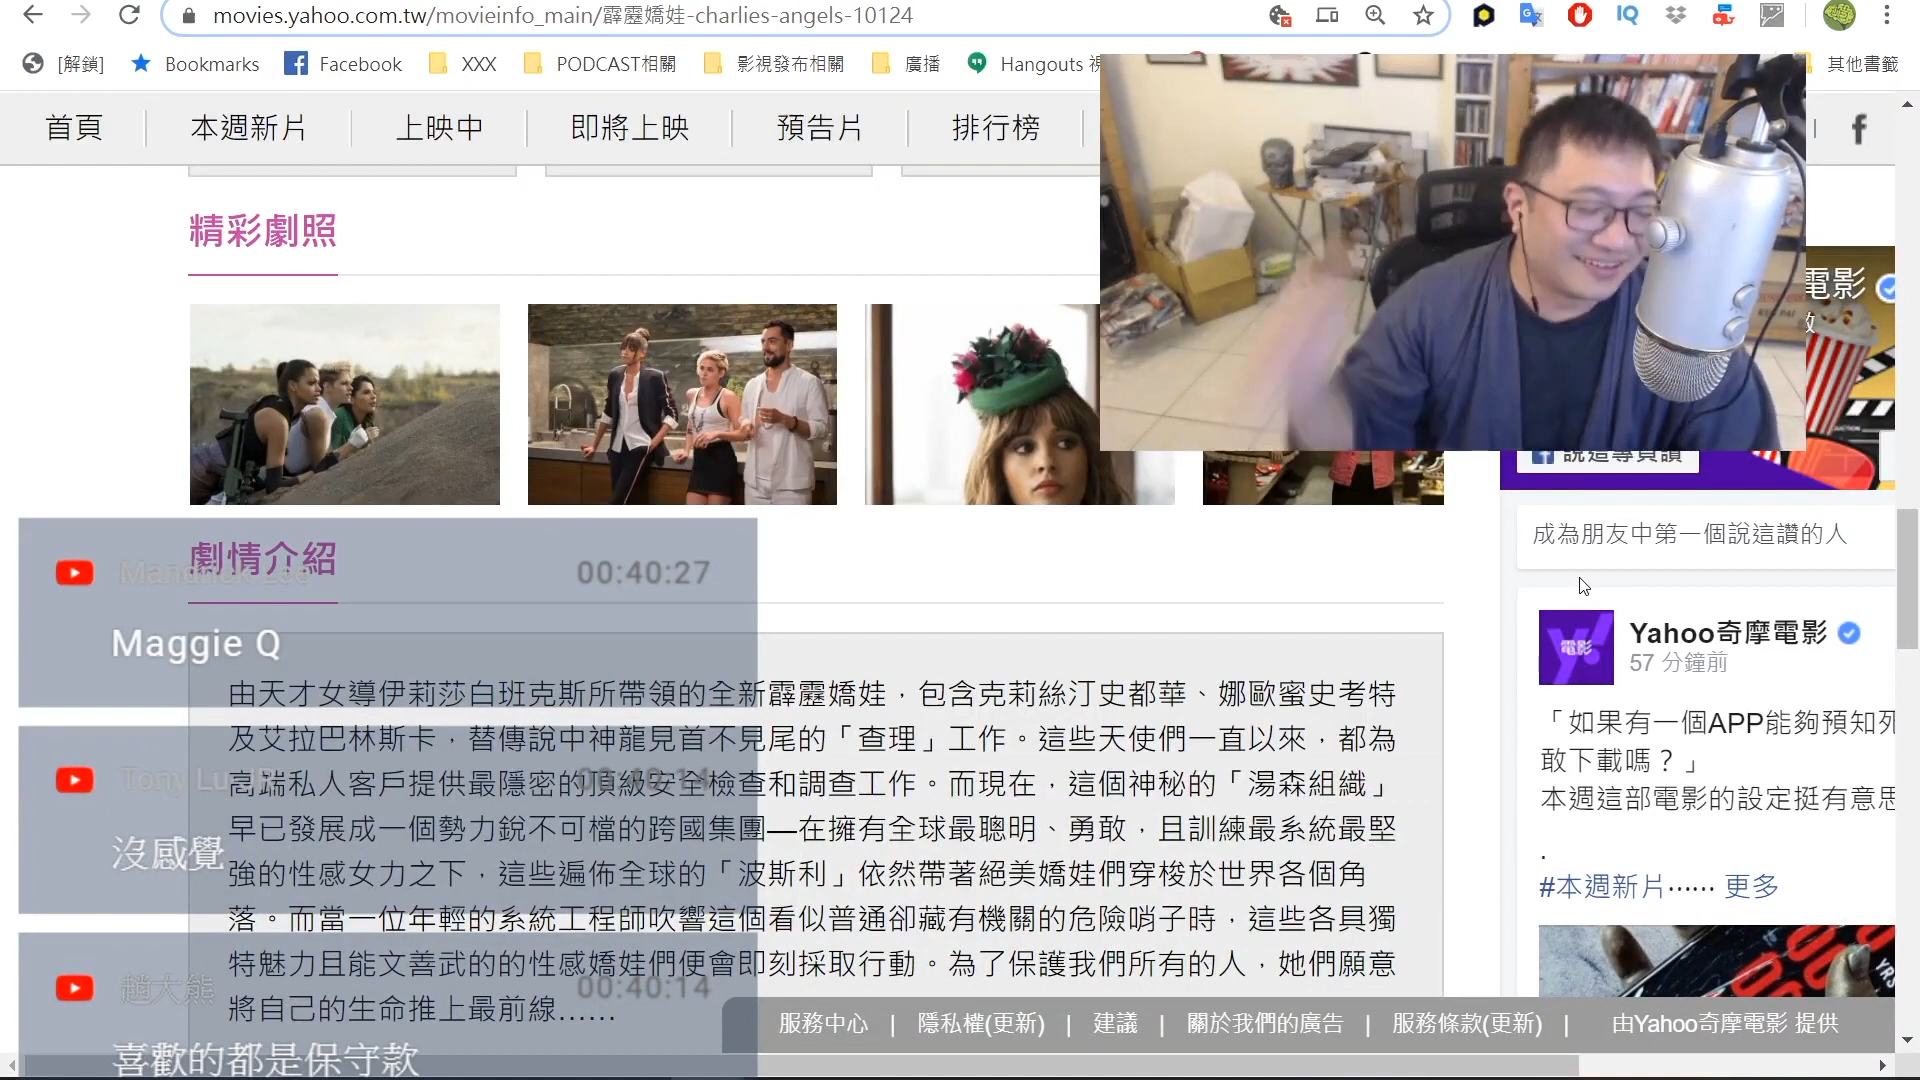 movies.yahoo.com.tw/movieinfo_main/霹靂嬌娃-charlies-angels-10124
[解鎖] Bookmarks Facebook XXX PODCAST相關 影視發布相關 廣播 Hangouts 其他書籤
首頁 本週新片 上映中 即將上映 預告片 排行榜
精彩劇照
電影
說這專頁讚
成為朋友中第一個說這讚的人
劇情介紹
00:40:27
Maggie Q
Yahoo奇摩電影
57 分鐘前
由天才女導伊莉莎白班克斯所帶領的全新霹靂嬌娃，包含克莉絲汀史都華、娜歐蜜史考特
及艾拉巴林斯卡，替傳說中神龍見首不見尾的「查理」工作。這些天使們一直以來，都為
高端私人客戶提供最隱密的頂級安全檢查和調查工作。而現在，這個神秘的「湯森組織」
早已發展成一個勢力銳不可檔的跨國集團—在擁有全球最聰明、勇敢，且訓練最系統最堅
強的性感女力之下，這些遍佈全球的「波斯利」依然帶著絕美嬌娃們穿梭於世界各個角
落。而當一位年輕的系統工程師吹響這個看似普通卻藏有機關的危險哨子時，這些各具獨
特魅力且能文善武的的性感嬌娃們便會即刻採取行動。為了保護我們所有的人，她們願意
將自己的生命推上最前線......
00:40:14
沒感覺
趙大熊
00:40:14
喜歡的都是保守款
「如果有一個APP能夠預知死
敢下載嗎？」
本週這部電影的設定挺有意思
.
#本週新片...... 更多
服務中心 | 隱私權(更新) | 建議 | 關於我們的廣告 | 服務條款(更新) | 由Yahoo奇摩電影 提供